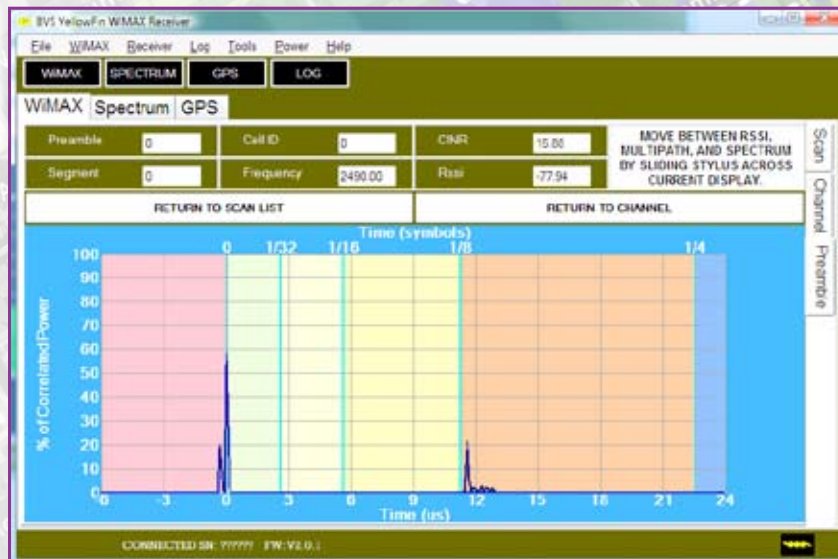 BVS YellowFin WiMAX Receiver
File WiMAX Receiver Log Tools Power Help
WiMAX SPECTRUM GPS LOG
WiMAX Spectrum GPS
Preamble 0 Cell ID 0 CINR 15.88
Segment 0 Frequency 2490.00 Rssi -77.94
MOVE BETWEEN RSSI,
MULTIPATH, AND SPECTRUM
BY SLIDING STYLUS ACROSS
CURRENT DISPLAY.
Scan
Channel
Preamble
RETURN TO SCAN LIST RETURN TO CHANNEL
Time (symbols)
0 1/32 1/16 1/8 1/4
% of Correlated Power
100
90
80
70
60
50
40
30
20
10
0
-6 -3 0 3 6 9 12 15 18 21 24
Time (us)
CONNECTED SN: ?????? FW:V2.0.: